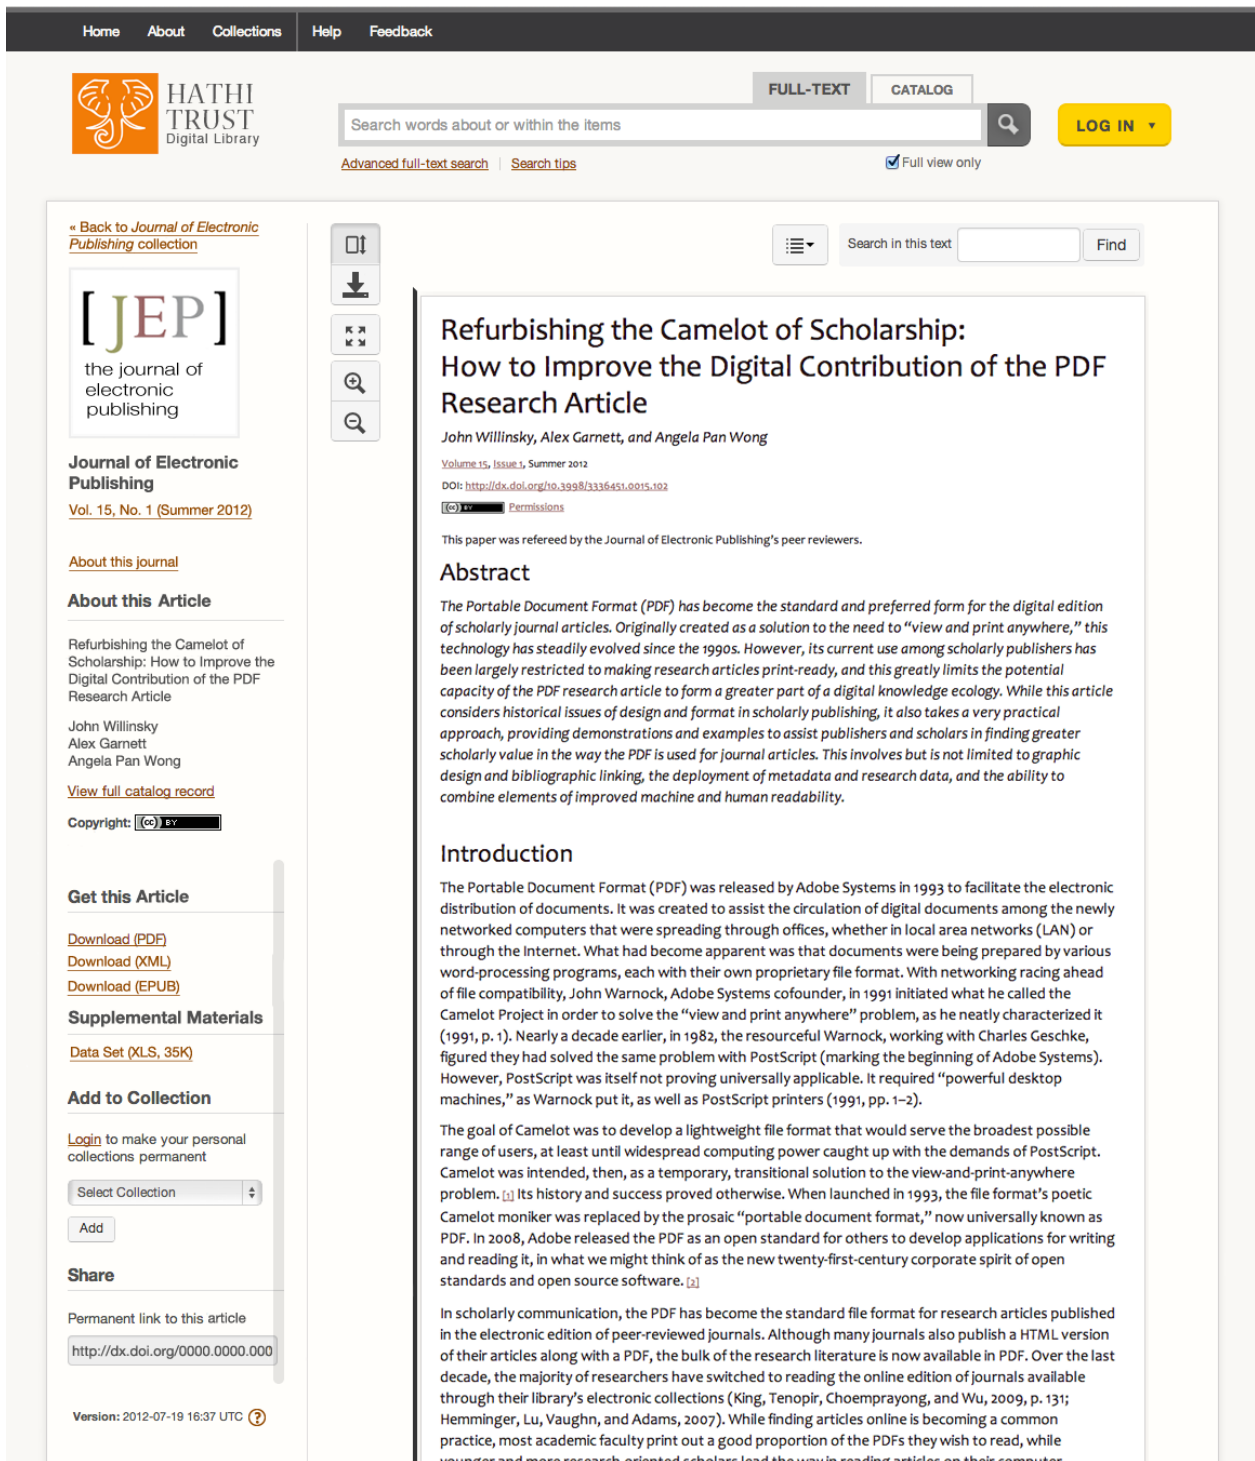 Home About Collections Help Feedback
HATHI
TRUST
Digital Library
FULL-TEXT CATALOG
Search words about or within the items
LOG IN
Advanced full-text search Search tips
Full view only
« Back to Journal of Electronic
Publishing collection
[ JEP ]
the journal of
electronic
publishing
Journal of Electronic
Publishing
Vol. 15, No. 1 (Summer 2012)
About this journal
About this Article
Refurbishing the Camelot of
Scholarship: How to Improve the
Digital Contribution of the PDF
Research Article
John Willinsky
Alex Garnett
Angela Pan Wong
View full catalog record
Copyright: (cc) BY
Get this Article
Download (PDF)
Download (XML)
Download (EPUB)
Supplemental Materials
Data Set (XLS, 35K)
Add to Collection
Login to make your personal
collections permanent
Select Collection
Add
Share
Permanent link to this article
http://dx.doi.org/0000.0000.000
Version: 2012-07-19 16:37 UTC ?
Search in this text Find
Refurbishing the Camelot of Scholarship:
How to Improve the Digital Contribution of the PDF
Research Article
John Willinsky, Alex Garnett, and Angela Pan Wong
Volume 15, Issue 1, Summer 2012
DOI: http://dx.doi.org/10.3998/3336451.0015.102
(cc) BY Permissions
This paper was refereed by the Journal of Electronic Publishing's peer reviewers.
Abstract
The Portable Document Format (PDF) has become the standard and preferred form for the digital edition
of scholarly journal articles. Originally created as a solution to the need to “view and print anywhere,” this
technology has steadily evolved since the 1990s. However, its current use among scholarly publishers has
been largely restricted to making research articles print-ready, and this greatly limits the potential
capacity of the PDF research article to form a greater part of a digital knowledge ecology. While this article
considers historical issues of design and format in scholarly publishing, it also takes a very practical
approach, providing demonstrations and examples to assist publishers and scholars in finding greater
scholarly value in the way the PDF is used for journal articles. This involves but is not limited to graphic
design and bibliographic linking, the deployment of metadata and research data, and the ability to
combine elements of improved machine and human readability.
Introduction
The Portable Document Format (PDF) was released by Adobe Systems in 1993 to facilitate the electronic
distribution of documents. It was created to assist the circulation of digital documents among the newly
networked computers that were spreading through offices, whether in local area networks (LAN) or
through the Internet. What had become apparent was that documents were being prepared by various
word-processing programs, each with their own proprietary file format. With networking racing ahead
of file compatibility, John Warnock, Adobe Systems cofounder, in 1991 initiated what he called the
Camelot Project in order to solve the “view and print anywhere” problem, as he neatly characterized it
(1991, p. 1). Nearly a decade earlier, in 1982, the resourceful Warnock, working with Charles Geschke,
figured they had solved the same problem with PostScript (marking the beginning of Adobe Systems).
However, PostScript was itself not proving universally applicable. It required “powerful desktop
machines,” as Warnock put it, as well as PostScript printers (1991, pp. 1–2).
The goal of Camelot was to develop a lightweight file format that would serve the broadest possible
range of users, at least until widespread computing power caught up with the demands of PostScript.
Camelot was intended, then, as a temporary, transitional solution to the view-and-print-anywhere
problem. [1] Its history and success proved otherwise. When launched in 1993, the file format's poetic
Camelot moniker was replaced by the prosaic “portable document format,” now universally known as
PDF. In 2008, Adobe released the PDF as an open standard for others to develop applications for writing
and reading it, in what we might think of as the new twenty-first-century corporate spirit of open
standards and open source software. [2]
In scholarly communication, the PDF has become the standard file format for research articles published
in the electronic edition of peer-reviewed journals. Although many journals also publish a HTML version
of their articles along with a PDF, the bulk of the research literature is now available in PDF. Over the last
decade, the majority of researchers have switched to reading the online edition of journals available
through their library's electronic collections (King, Tenopir, Choemprayong, and Wu, 2009, p. 131;
Hemminger, Lu, Vaughn, and Adams, 2007). While finding articles online is becoming a common
practice, most academic faculty print out a good proportion of the PDFs they wish to read, while
younger and more research-oriented scholars lead the way in reading articles on their computer